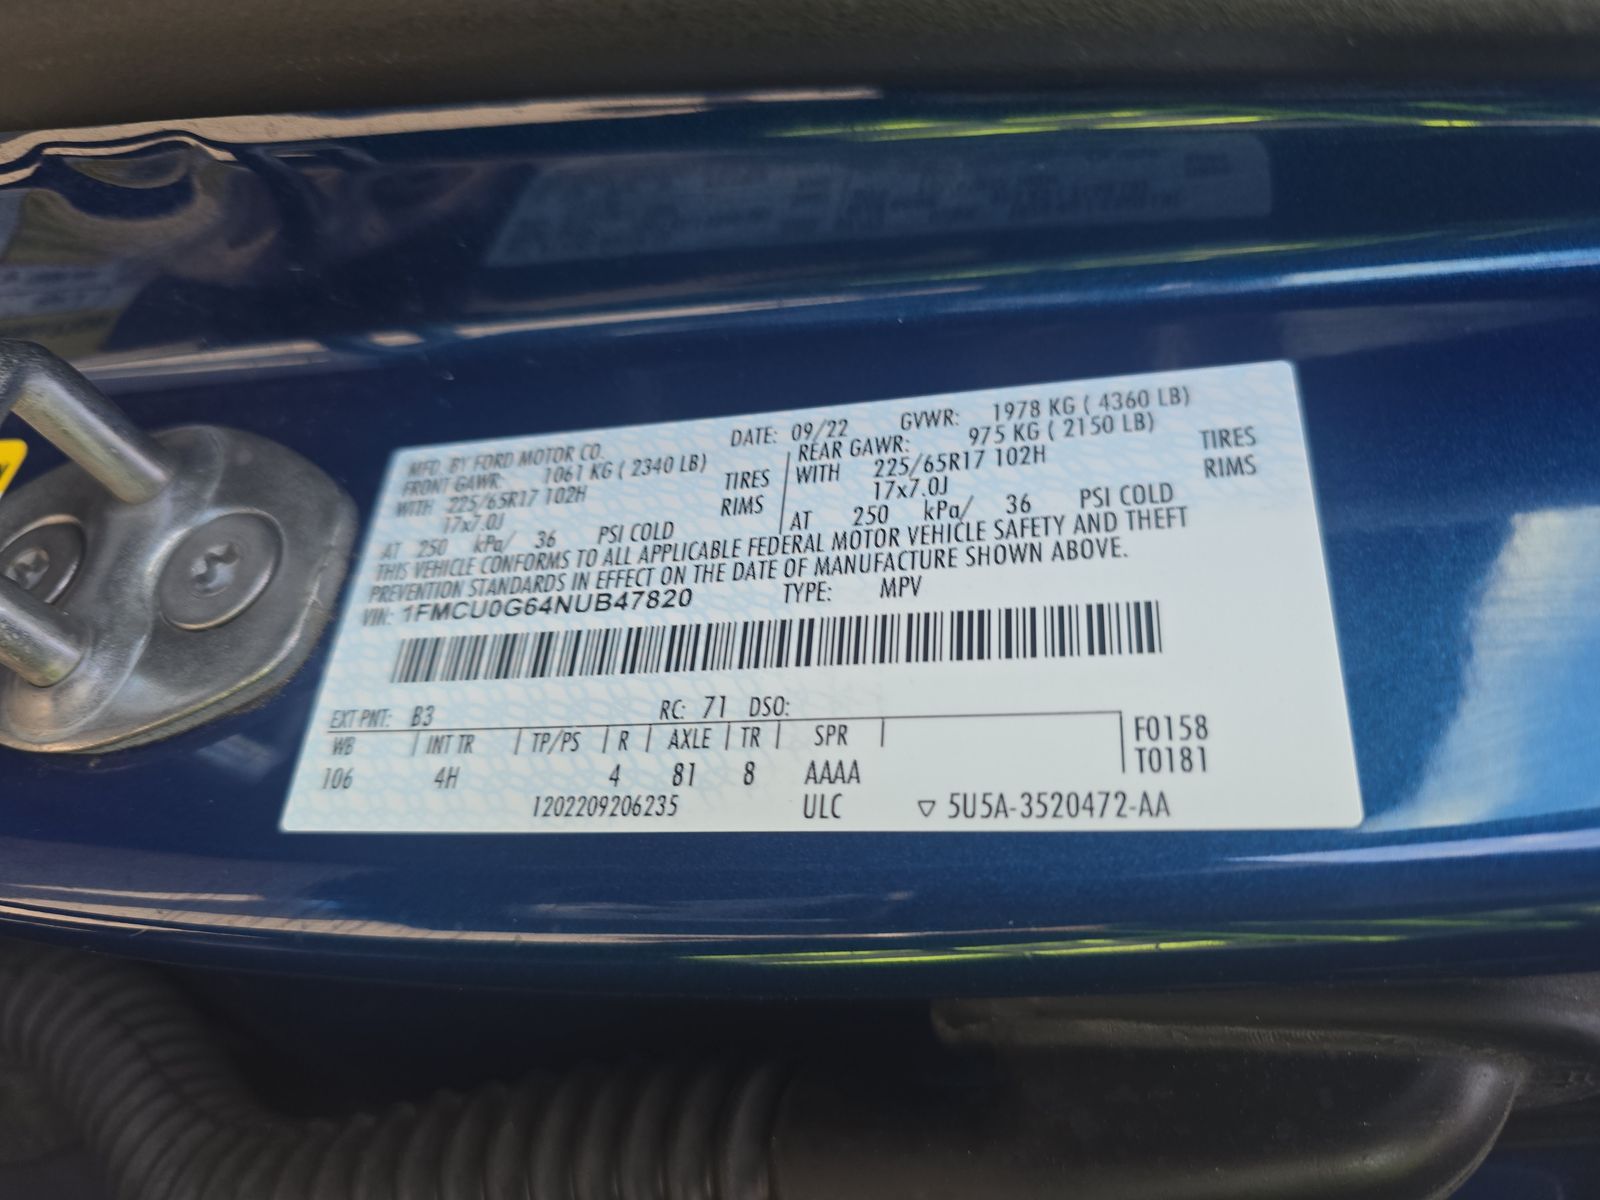 MFD. BY FORD MOTOR CO. DATE: 09/22 GVWR: 1978 KG ( 4360 LB)
FRONT GAWR: 1061 KG ( 2340 LB) REAR GAWR: 975 KG ( 2150 LB)
WITH 225/65R17 102H TIRES WITH 225/65R17 102H TIRES
17x7.0J RIMS 17x7.0J RIMS
AT 250 kPa/ 36 PSI COLD AT 250 kPa/ 36 PSI COLD
THIS VEHICLE CONFORMS TO ALL APPLICABLE FEDERAL MOTOR VEHICLE SAFETY AND THEFT
PREVENTION STANDARDS IN EFFECT ON THE DATE OF MANUFACTURE SHOWN ABOVE.
VIN: 1FMCU0G64NUB47820 TYPE: MPV
EXT PNT: B3 RC: 71 DSO:
WB INT TR TP/PS R AXLE TR SPR F0158
106 4H 4 81 8 AAAA T0181
1202209206235 ULC ▽ 5U5A-3520472-AA